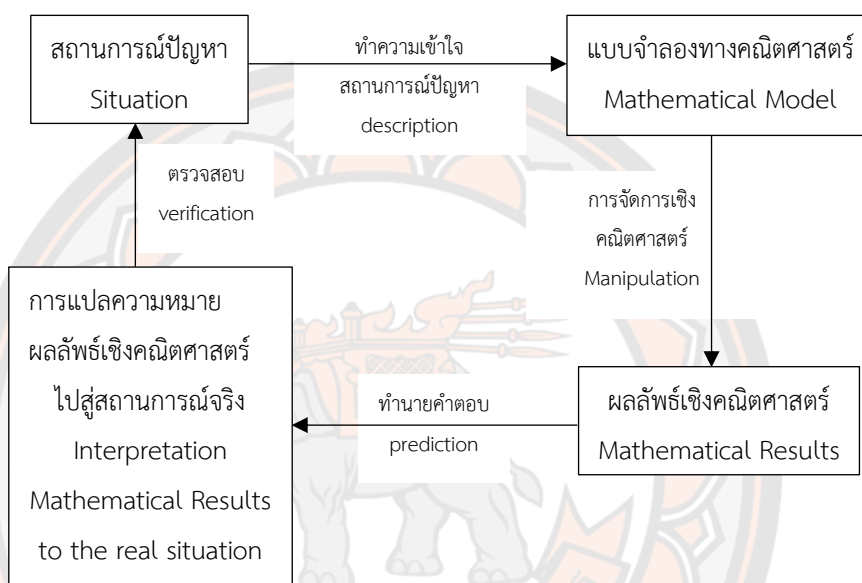 สถานการณ์ปัญหา
Situation
ทำความเข้าใจ
สถานการณ์ปัญหา
description
แบบจำลองทางคณิตศาสตร์
Mathematical Model
ตรวจสอบ
verification
การจัดการเชิง
คณิตศาสตร์
Manipulation
การแปลความหมาย
ผลลัพธ์เชิงคณิตศาสตร์
ไปสู่สถานการณ์จริง
Interpretation
Mathematical Results
to the real situation
ทำนายคำตอบ
prediction
ผลลัพธ์เชิงคณิตศาสตร์
Mathematical Results